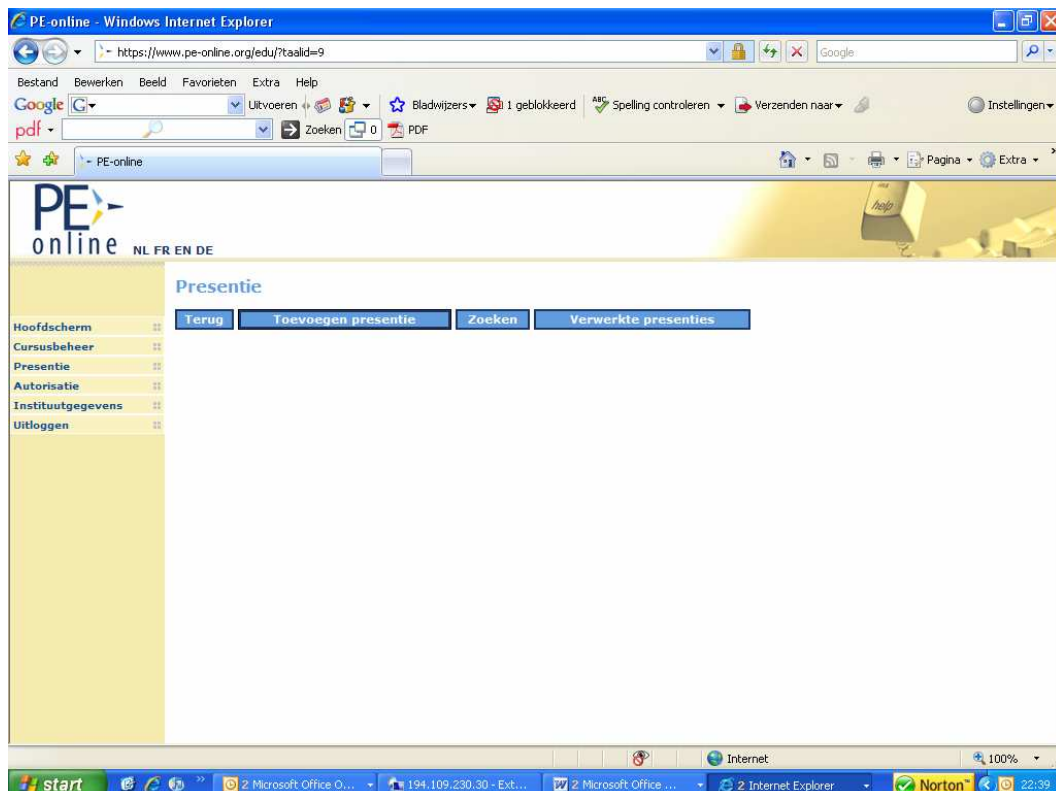 PE-online - Windows Internet Explorer
https://www.pe-online.org/edu/?taalid=9
Google
Bestand Bewerken Beeld Favorieten Extra Help
Google G Uitvoeren Bladwijzers 1 geblokkeerd ABC Spelling controleren Verzenden naar Instellingen
pdf Zoeken 0 PDF
PE-online Pagina Extra
PE
online NL FR EN DE
help
Presentie
Terug Toevoegen presentie Zoeken Verwerkte presenties
Hoofdscherm
Cursusbeheer
Presentie
Autorisatie
Instituutgegevens
Uitloggen
Internet 100%
start 2 Microsoft Office O... 194.109.230.30 - Ext... 2 Microsoft Office ... 2 Internet Explorer Norton™ 22:39